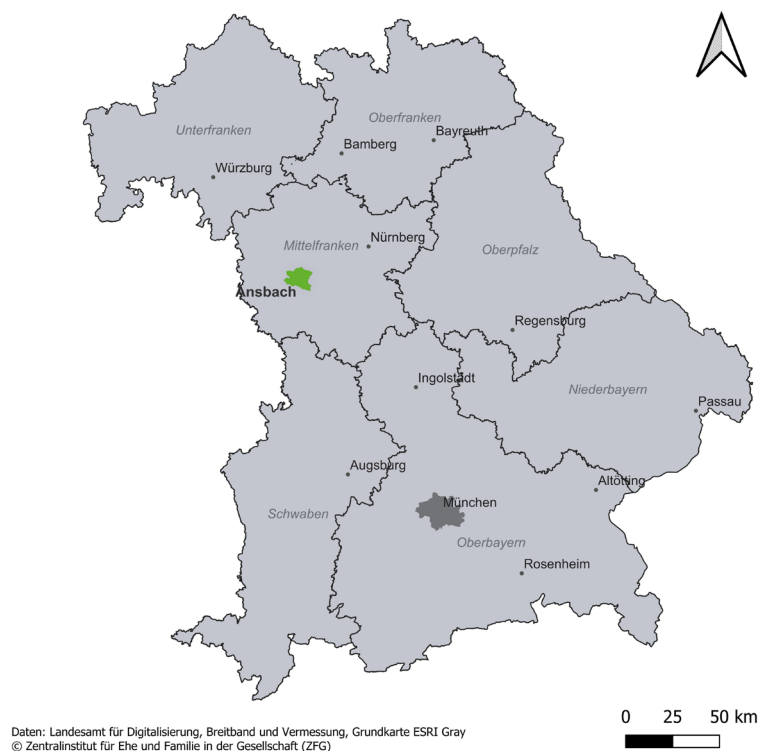 Oberfranken
Unterfranken
Bayreuth
Bamberg
Würzburg
Nürnberg
Mittelfranken
Oberpfalz
Ansbach
Regensburg
Ingolstadt
Niederbayern
Passau
Augsburg
Altötting
München
Schwaben
Oberbayern
Rosenheim
0 25 50 km
Daten: Landesamt für Digitalisierung, Breitband und Vermessung, Grundkarte ESRI Gray
© Zentralinstitut für Ehe und Familie in der Gesellschaft (ZFG)